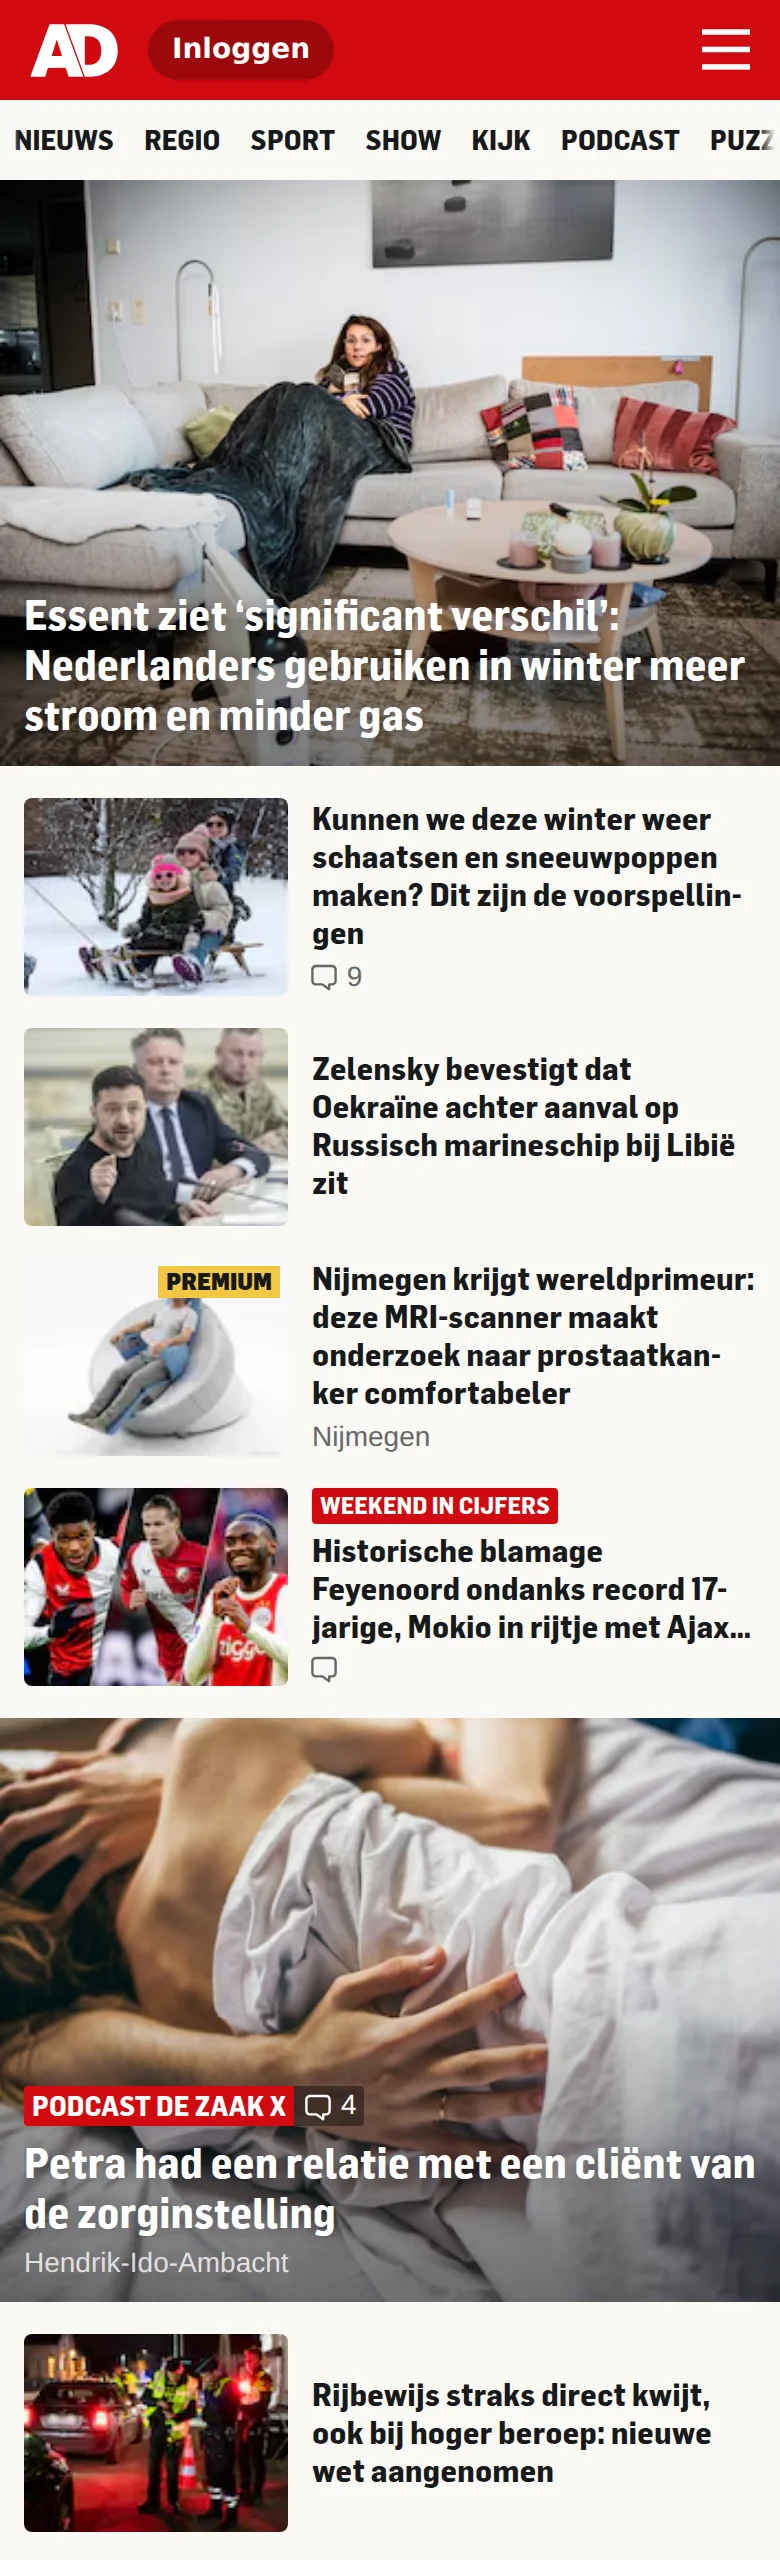 AD
Inloggen
NIEUWS REGIO SPORT SHOW KIJK PODCAST PUZZ
Essent ziet ‘significant verschil’:
Nederlanders gebruiken in winter meer
stroom en minder gas
Kunnen we deze winter weer
schaatsen en sneeuwpoppen
maken? Dit zijn de voorspellin-
gen
9
Zelensky bevestigt dat
Oekraïne achter aanval op
Russisch marineschip bij Libië
zit
PREMIUM
Nijmegen krijgt wereldprimeur:
deze MRI-scanner maakt
onderzoek naar prostaatkan-
ker comfortabeler
Nijmegen
WEEKEND IN CIJFERS
Historische blamage
Feyenoord ondanks record 17-
jarige, Mokio in rijtje met Ajax...
PODCAST DE ZAAK X 4
Petra had een relatie met een cliënt van
de zorginstelling
Hendrik-Ido-Ambacht
Rijbewijs straks direct kwijt,
ook bij hoger beroep: nieuwe
wet aangenomen